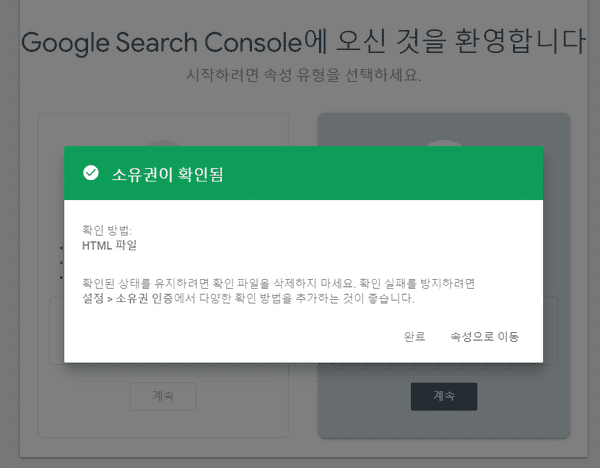 Google Search Console에 오신 것을 환영합니다
시작하려면 속성 유형을 선택하세요.
소유권이 확인됨
확인 방법:
HTML 파일
확인된 상태를 유지하려면 확인 파일을 삭제하지 마세요. 확인 실패를 방지하려면
설정 > 소유권 인증에서 다양한 확인 방법을 추가하는 것이 좋습니다.
완료 속성으로 이동
계속 계속